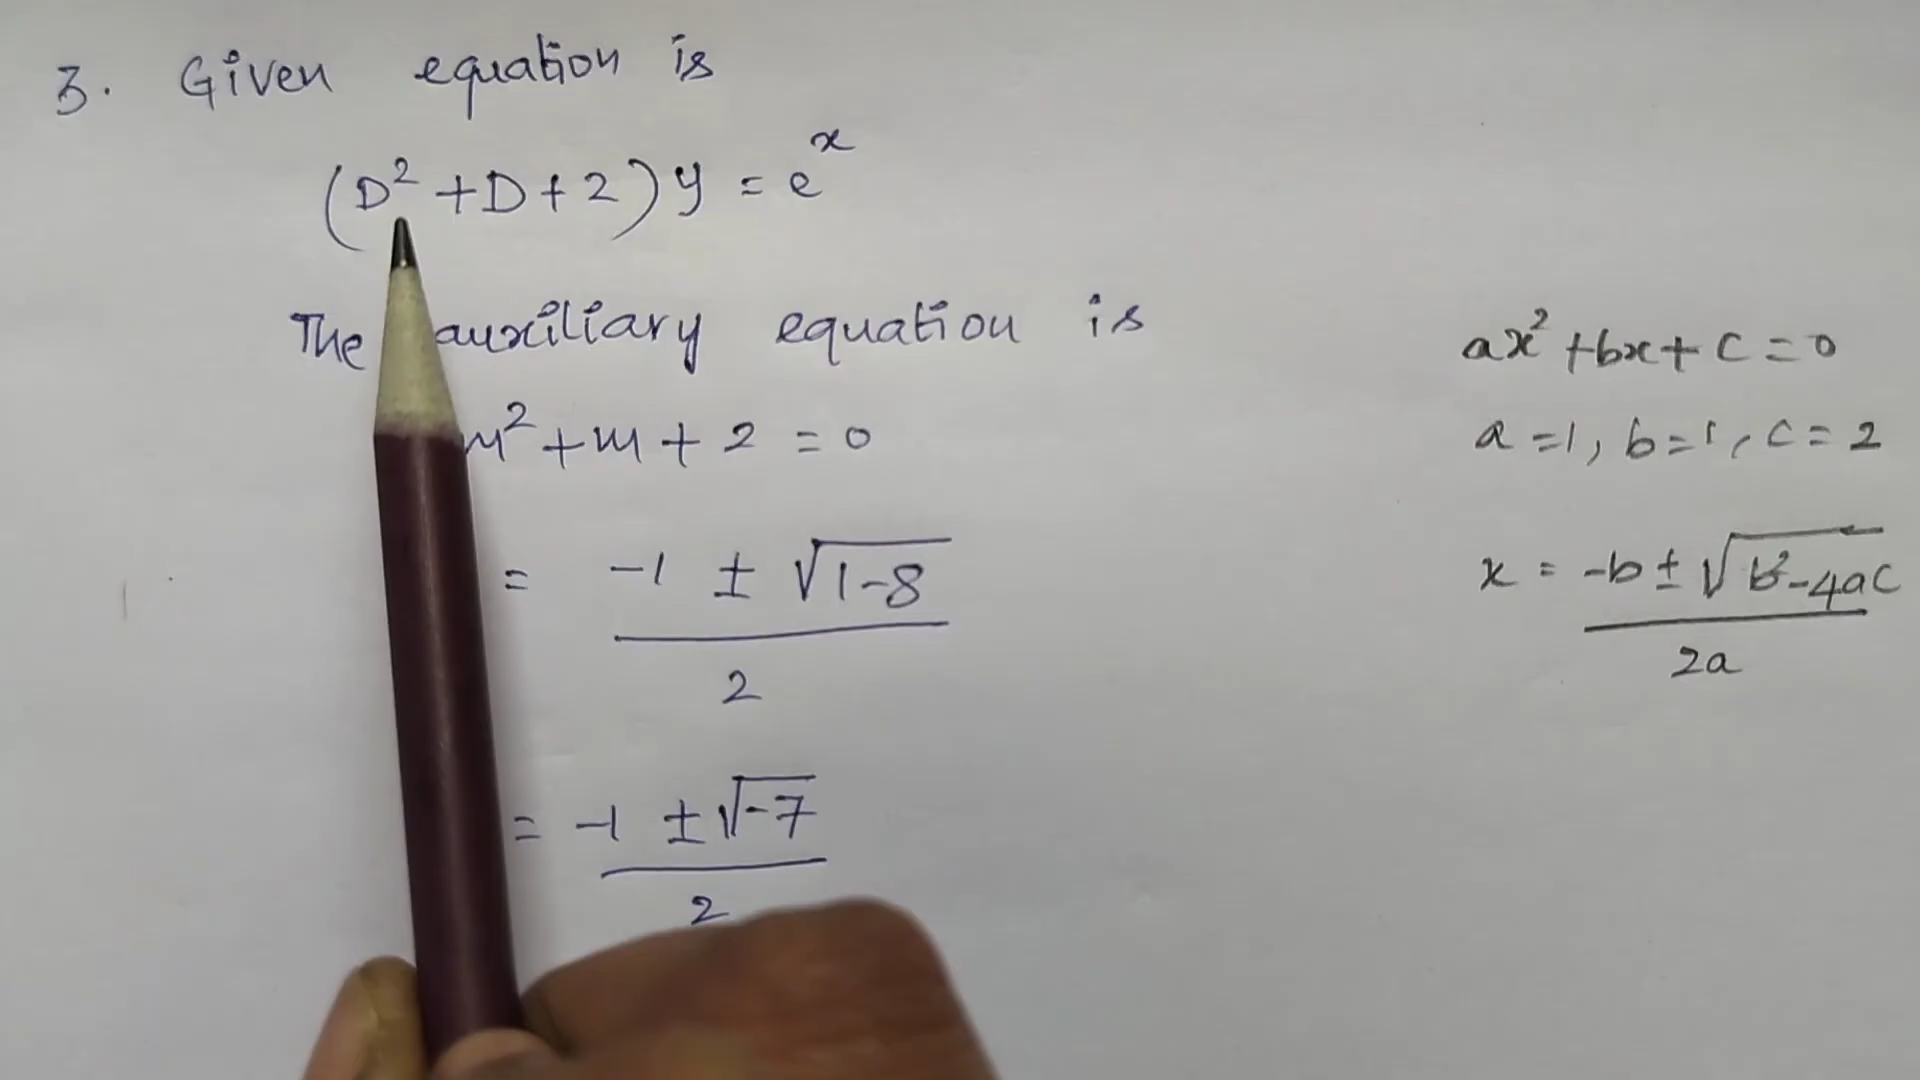 3. Given equation is
(D² + D + 2) y = e^x
The auxiliary equation is
m² + m + 2 = 0
= -1 ± √1-8
2
= -1 ± √-7
2
ax² + bx + c = 0
a = 1, b = 1, c = 2
x = -b ± √b²-4ac
2a